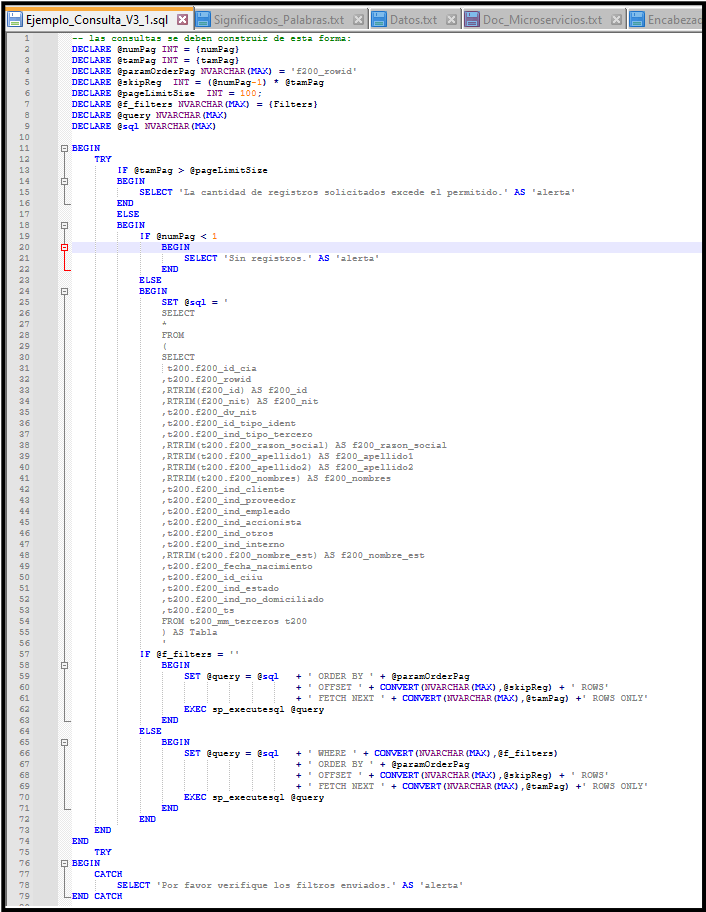 Ejemplo_Consulta_V3_1.sql Significados_Palabras.txt Datos.txt Doc_Microservicios.txt Encabezad
1 -- las consultas se deben construir de esta forma:
2 DECLARE @numPag INT = {numPag}
3 DECLARE @tamPag INT = {tamPag}
4 DECLARE @paramOrderPag NVARCHAR(MAX) = 'f200_rowid'
5 DECLARE @skipReg  INT = (@numPag-1) * @tamPag
6 DECLARE @pageLimitSize  INT = 100;
7 DECLARE @f_filters NVARCHAR(MAX) = {Filters}
8 DECLARE @query NVARCHAR(MAX)
9 DECLARE @sql NVARCHAR(MAX)
10
11 BEGIN
12 TRY
13 IF @tamPag > @pageLimitSize
14 BEGIN
15 SELECT 'La cantidad de registros solicitados excede el permitido.' AS 'alerta'
16 END
17 ELSE
18 BEGIN
19 IF @numPag < 1
20 BEGIN
21 SELECT 'Sin registros.' AS 'alerta'
22 END
23 ELSE
24 BEGIN
25 SET @sql = '
26 SELECT
27 *
28 FROM
29 (
30 SELECT
31 t200.f200_id_cia
32 ,t200.f200_rowid
33 ,RTRIM(f200_id) AS f200_id
34 ,RTRIM(f200_nit) AS f200_nit
35 ,t200.f200_dv_nit
36 ,t200.f200_id_tipo_ident
37 ,t200.f200_ind_tipo_tercero
38 ,RTRIM(t200.f200_razon_social) AS f200_razon_social
39 ,RTRIM(t200.f200_apellido1) AS f200_apellido1
40 ,RTRIM(t200.f200_apellido2) AS f200_apellido2
41 ,RTRIM(t200.f200_nombres) AS f200_nombres
42 ,t200.f200_ind_cliente
43 ,t200.f200_ind_proveedor
44 ,t200.f200_ind_empleado
45 ,t200.f200_ind_accionista
46 ,t200.f200_ind_otros
47 ,t200.f200_ind_interno
48 ,RTRIM(t200.f200_nombre_est) AS f200_nombre_est
49 ,t200.f200_fecha_nacimiento
50 ,t200.f200_id_ciiu
51 ,t200.f200_ind_estado
52 ,t200.f200_ind_no_domiciliado
53 ,t200.f200_ts
54 FROM t200_mm_terceros t200
55 ) AS Tabla
56 '
57 IF @f_filters = ''
58 BEGIN
59 SET @query = @sql   + ' ORDER BY ' + @paramOrderPag
60 + ' OFFSET ' + CONVERT(NVARCHAR(MAX),@skipReg) + ' ROWS'
61 + ' FETCH NEXT ' + CONVERT(NVARCHAR(MAX),@tamPag) +' ROWS ONLY'
62 EXEC sp_executesql @query
63 END
64 ELSE
65 BEGIN
66 SET @query = @sql   + ' WHERE ' + CONVERT(NVARCHAR(MAX),@f_filters)
67 + ' ORDER BY ' + @paramOrderPag
68 + ' OFFSET ' + CONVERT(NVARCHAR(MAX),@skipReg) + ' ROWS'
69 + ' FETCH NEXT ' + CONVERT(NVARCHAR(MAX),@tamPag) +' ROWS ONLY'
70 EXEC sp_executesql @query
71 END
72 END
73 END
74 END
75 TRY
76 BEGIN
77 CATCH
78 SELECT 'Por favor verifique los filtros enviados.' AS 'alerta'
79 END CATCH